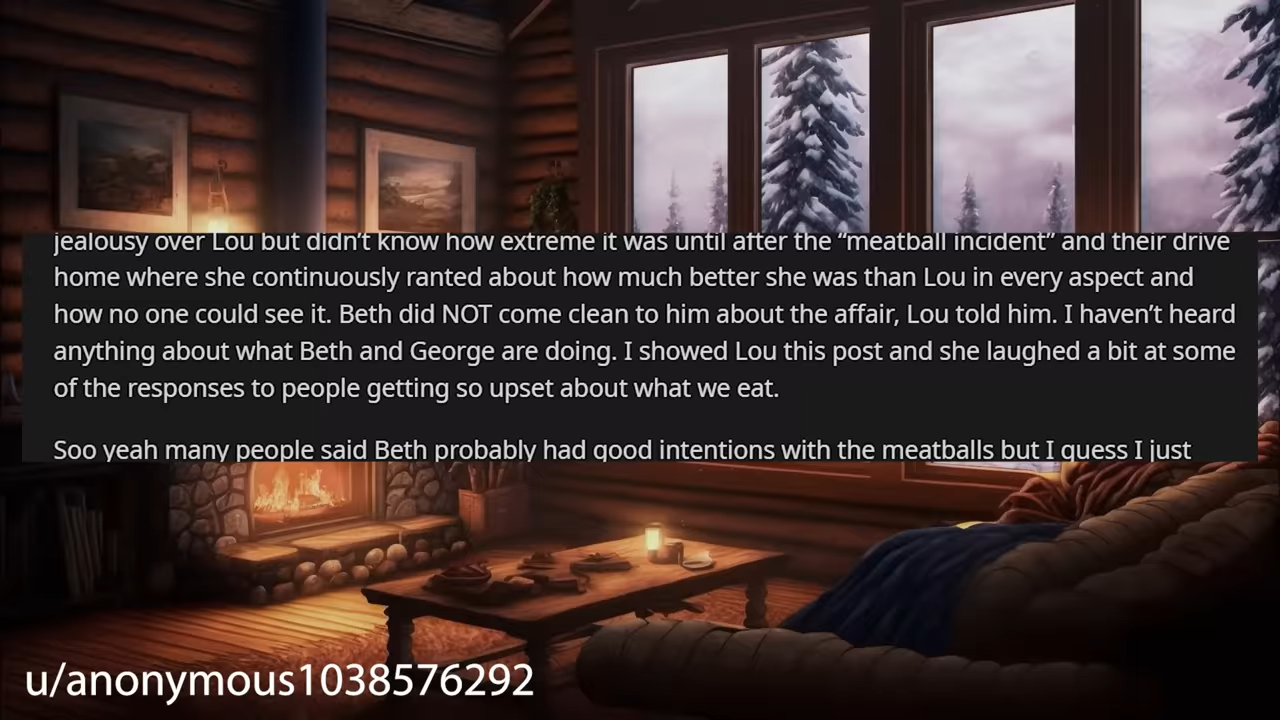 jealousy over Lou but didn’t know how extreme it was until after the “meatball incident” and their drive
home where she continuously ranted about how much better she was than Lou in every aspect and
how no one could see it. Beth did NOT come clean to him about the affair, Lou told him. I haven’t heard
anything about what Beth and George are doing. I showed Lou this post and she laughed a bit at some
of the responses to people getting so upset about what we eat.
Soo yeah many people said Beth probably had good intentions with the meatballs but I guess I just
u/anonymous1038576292